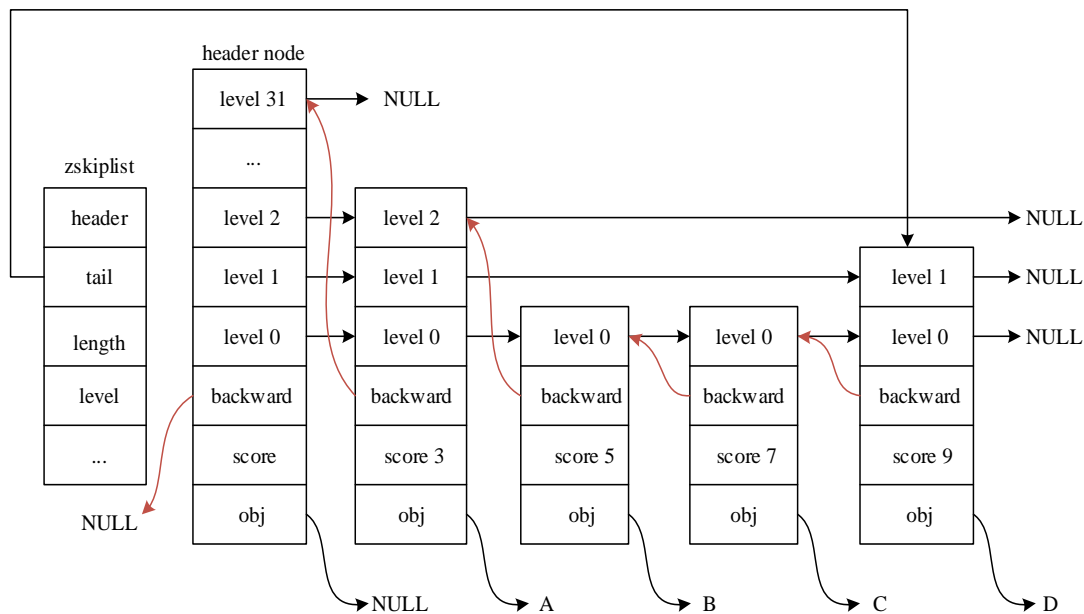 header node
level 31
NULL
...
zskiplist
header
level 2
level 2
NULL
tail
level 1
level 1
level 1
NULL
length
level 0
level 0
level 0
level 0
level 0
NULL
level
backward
backward
backward
backward
backward
...
score
score 3
score 5
score 7
score 9
NULL
obj
obj
obj
obj
obj
NULL
A
B
C
D